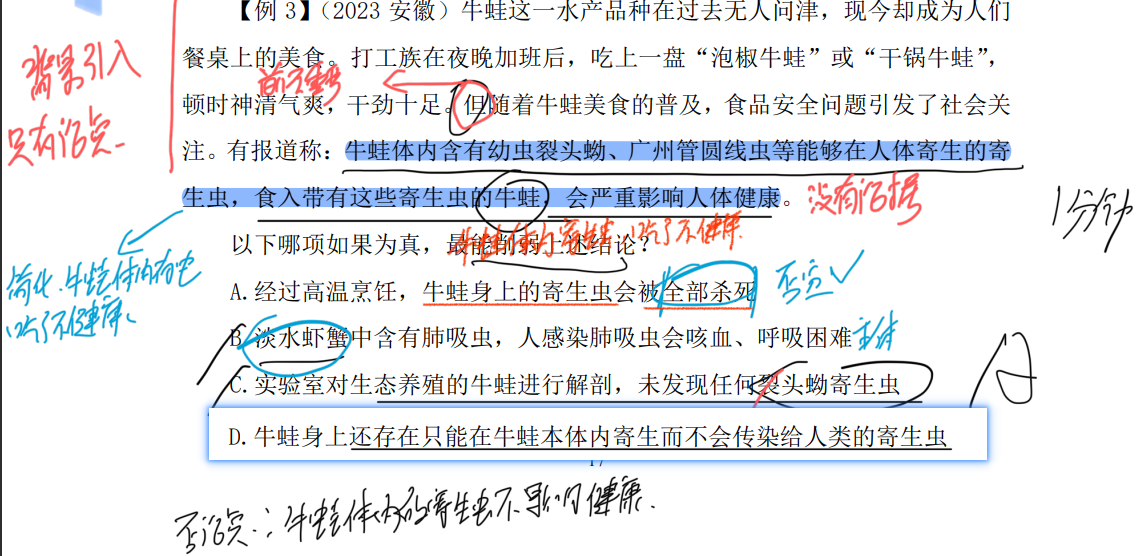 【例 3】（2023 安徽）牛蛙这一水产品种在过去无人问津，现今却成为人们
餐桌上的美食。打工族在夜晚加班后，吃上一盘“泡椒牛蛙”或“干锅牛蛙”，
顿时神清气爽，干劲十足。但随着牛蛙美食的普及，食品安全问题引发了社会关
注。有报道称：牛蛙体内含有幼虫裂头蚴、广州管圆线虫等能够在人体寄生的寄
生虫，食入带有这些寄生虫的牛蛙，会严重影响人体健康。
背景引入
只有论点
前不重要
没有论据
1分钟
牛蛙体内寄生虫 吃了不健康
以下哪项如果为真，最能削弱上述结论？
简化:牛蛙体内有虫
吃了不健康
A.经过高温烹饪，牛蛙身上的寄生虫会被全部杀死
否定✓
B.淡水虾蟹中含有肺吸虫，人感染肺吸虫会咳血、呼吸困难
主体
C.实验室对生态养殖的牛蛙进行解剖，未发现任何裂头蚴寄生虫
D.牛蛙身上还存在只能在牛蛙本体内寄生而不会传染给人类的寄生虫
否论点:牛蛙体内的寄生虫不影响健康.